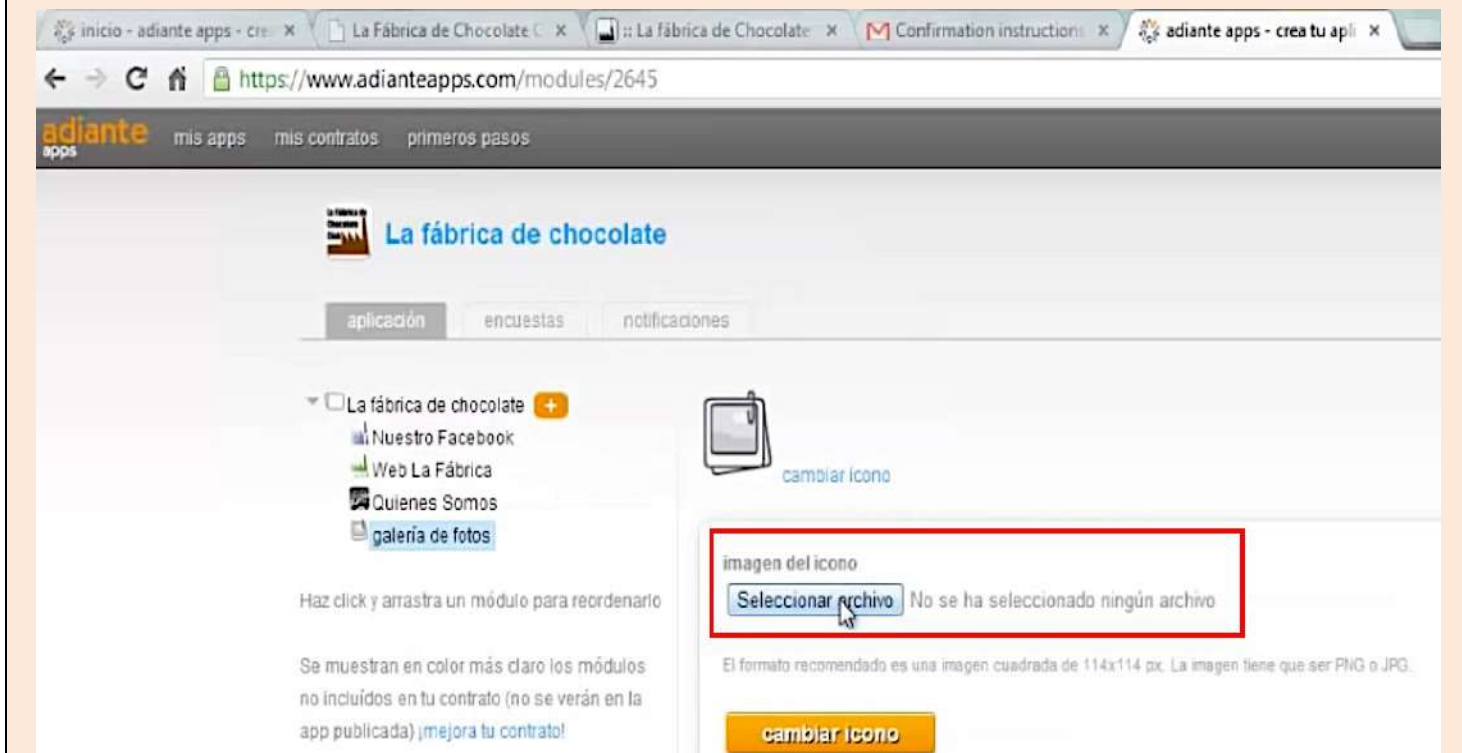 inicio - adiante apps - cre
La Fábrica de Chocolate C
:: La fábrica de Chocolate
Confirmation instructions
adiante apps - crea tu apli
https://www.adianteapps.com/modules/2645
adiante apps
mis apps
mis contratos
primeros pasos
La fábrica de chocolate
aplicación
encuestas
notificaciones
La fábrica de chocolate +
Nuestro Facebook
Web La Fábrica
Quienes Somos
galería de fotos
Haz click y arrastra un módulo para reordenarlo
Se muestran en color más claro los módulos
no incluídos en tu contrato (no se verán en la
app publicada) ¡mejora tu contrato!
cambiar icono
imagen del icono
Seleccionar archivo No se ha seleccionado ningún archivo
El formato recomendado es una imagen cuadrada de 114x114 px. La imagen tiene que ser PNG o JPG.
cambiar icono